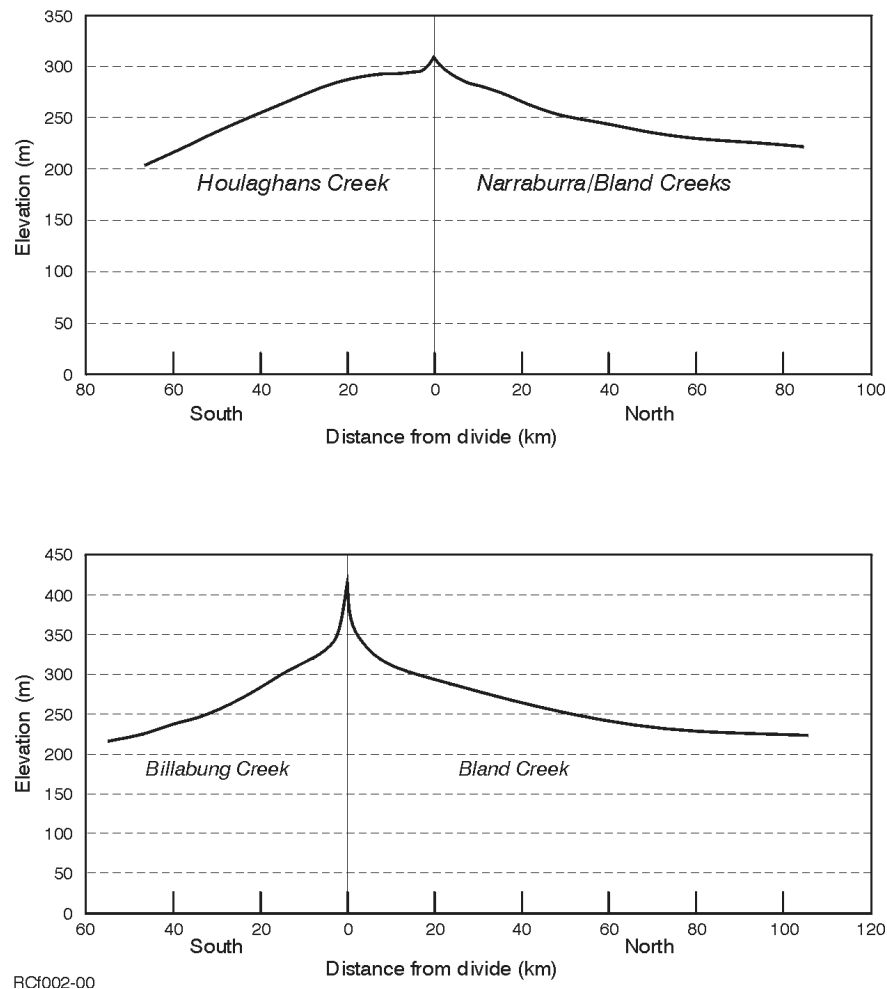 350
300
250
200
150
100
50
0
Elevation (m)
Houlaghans Creek
Narraburra/Bland Creeks
80 60 40 20 0 20 40 60 80 100
South North
Distance from divide (km)
450
400
350
300
250
200
150
100
50
0
Elevation (m)
Billabung Creek
Bland Creek
60 40 20 0 20 40 60 80 100 120
South North
Distance from divide (km)
RCf002-00